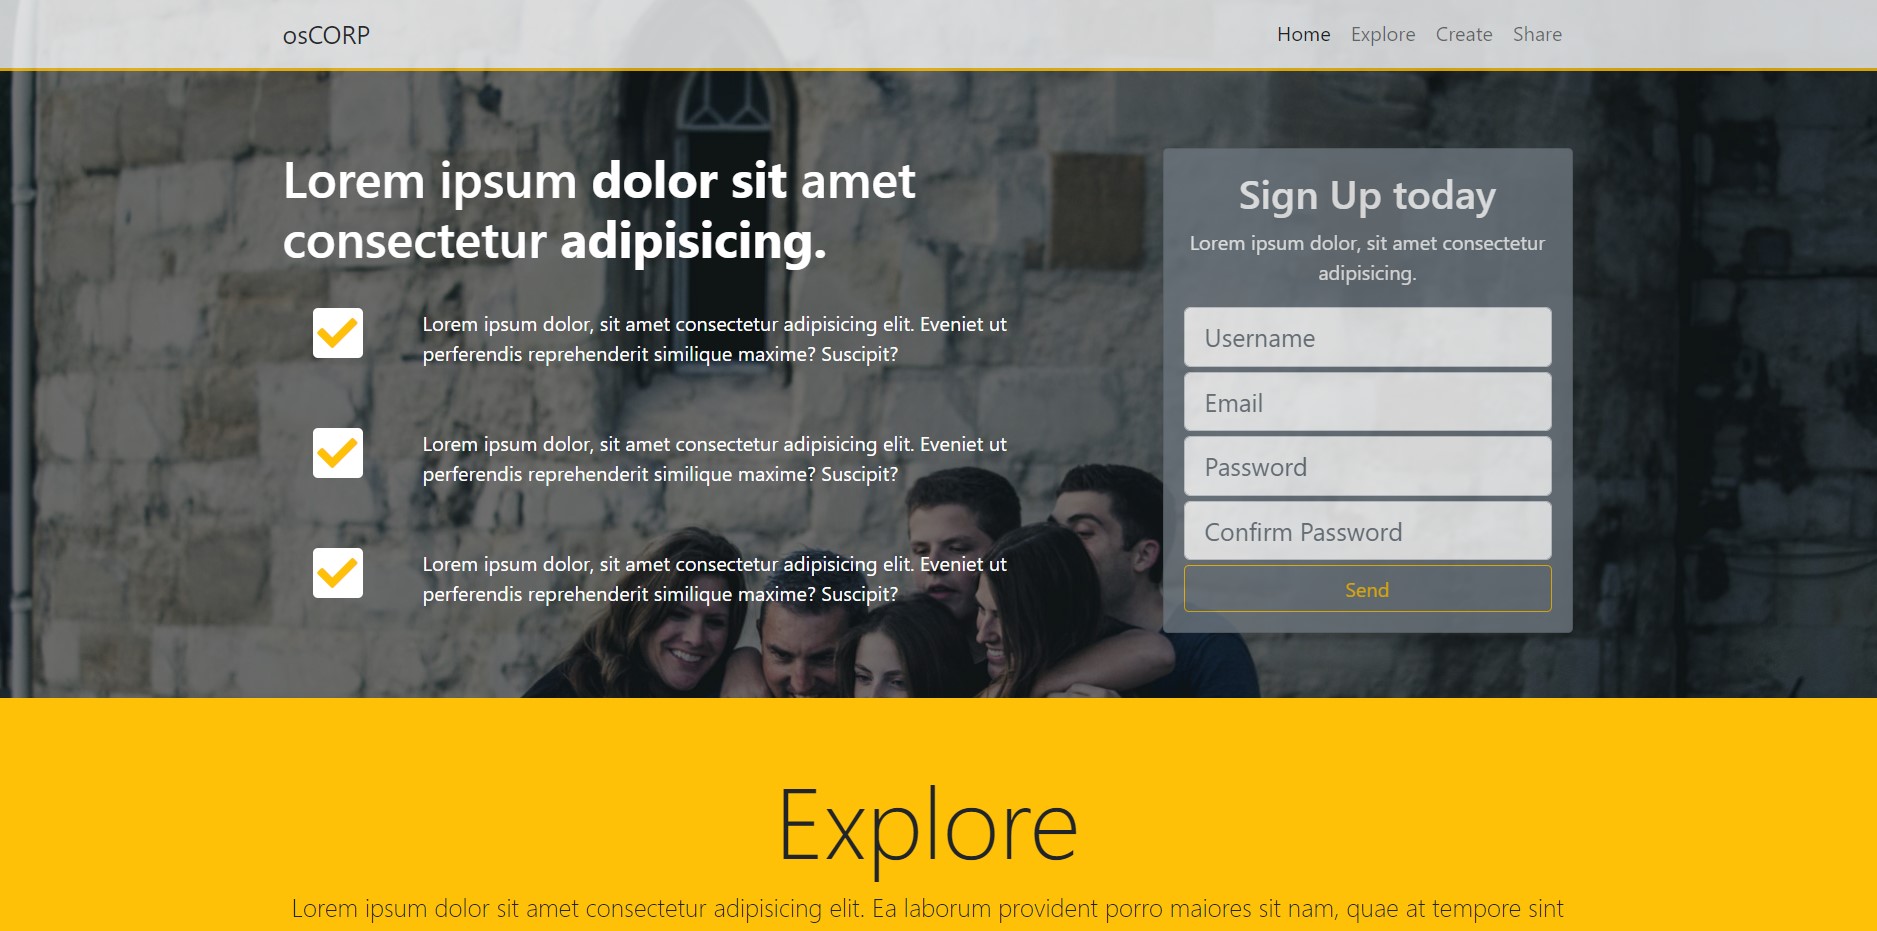 osCORP
Home Explore Create Share
Lorem ipsum dolor sit amet
consectetur adipisicing.
Lorem ipsum dolor, sit amet consectetur adipisicing elit. Eveniet ut
perferendis reprehenderit similique maxime? Suscipit?
Lorem ipsum dolor, sit amet consectetur adipisicing elit. Eveniet ut
perferendis reprehenderit similique maxime? Suscipit?
Lorem ipsum dolor, sit amet consectetur adipisicing elit. Eveniet ut
perferendis reprehenderit similique maxime? Suscipit?
Sign Up today
Lorem ipsum dolor, sit amet consectetur
adipisicing.
Username
Email
Password
Confirm Password
Send
Explore
Lorem ipsum dolor sit amet consectetur adipisicing elit. Ea laborum provident porro maiores sit nam, quae at tempore sint